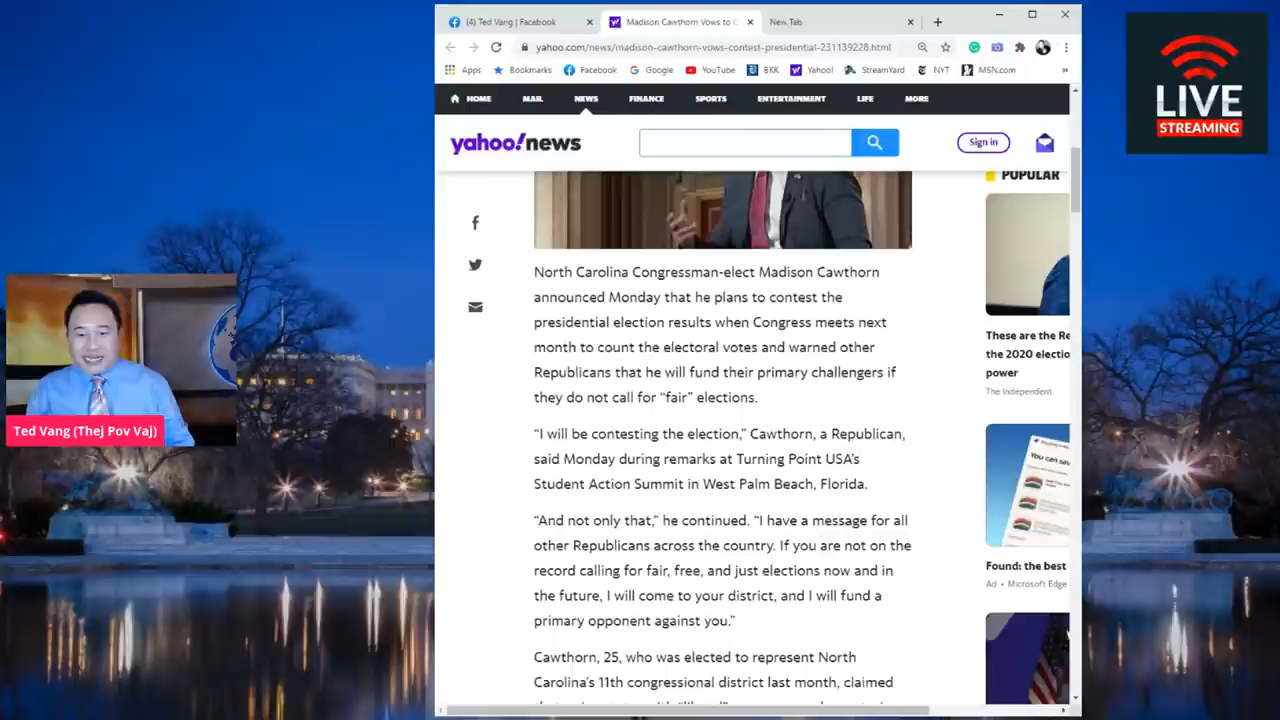 (4) Ted Vang | Facebook
Madison Cawthorn Vows to C
New Tab
yahoo.com/news/madison-cawthorn-vows-contest-presidential-231139228.html
Apps Bookmarks Facebook Google YouTube BKK Yahoo! StreamYard NYT MSN.com »
HOME MAIL NEWS FINANCE SPORTS ENTERTAINMENT LIFE MORE
yahoo!news
Sign in
LIVE
STREAMING
POPULAR
North Carolina Congressman-elect Madison Cawthorn
announced Monday that he plans to contest the
presidential election results when Congress meets next
month to count the electoral votes and warned other
Republicans that he will fund their primary challengers if
they do not call for “fair” elections.
“I will be contesting the election,” Cawthorn, a Republican,
said Monday during remarks at Turning Point USA’s
Student Action Summit in West Palm Beach, Florida.
“And not only that,” he continued. “I have a message for all
other Republicans across the country. If you are not on the
record calling for fair, free, and just elections now and in
the future, I will come to your district, and I will fund a
primary opponent against you.”
Cawthorn, 25, who was elected to represent North
Carolina’s 11th congressional district last month, claimed
These are the Re
the 2020 electio
power
The Independent
You can sav
Found: the best
Ad • Microsoft Edge
Ted Vang (Thej Pov Vaj)